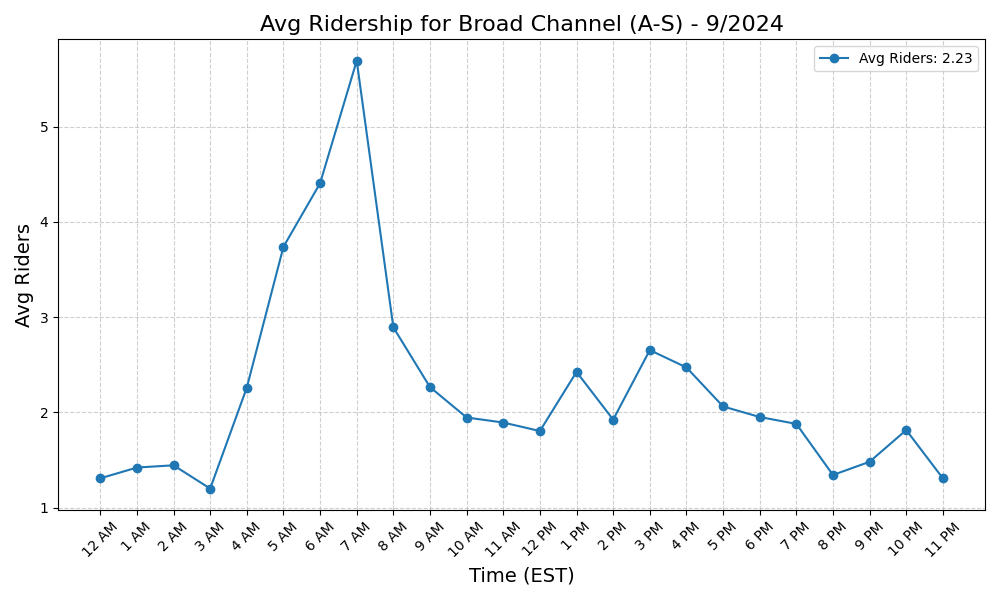 Avg Ridership for Broad Channel (A-S) - 9/2024
Avg Riders: 2.23
Avg Riders
5
4
3
2
1
12 AM
1 AM
2 AM
3 AM
4 AM
5 AM
6 AM
7 AM
8 AM
9 AM
10 AM
11 AM
12 PM
1 PM
2 PM
3 PM
4 PM
5 PM
6 PM
7 PM
8 PM
9 PM
10 PM
11 PM
Time (EST)